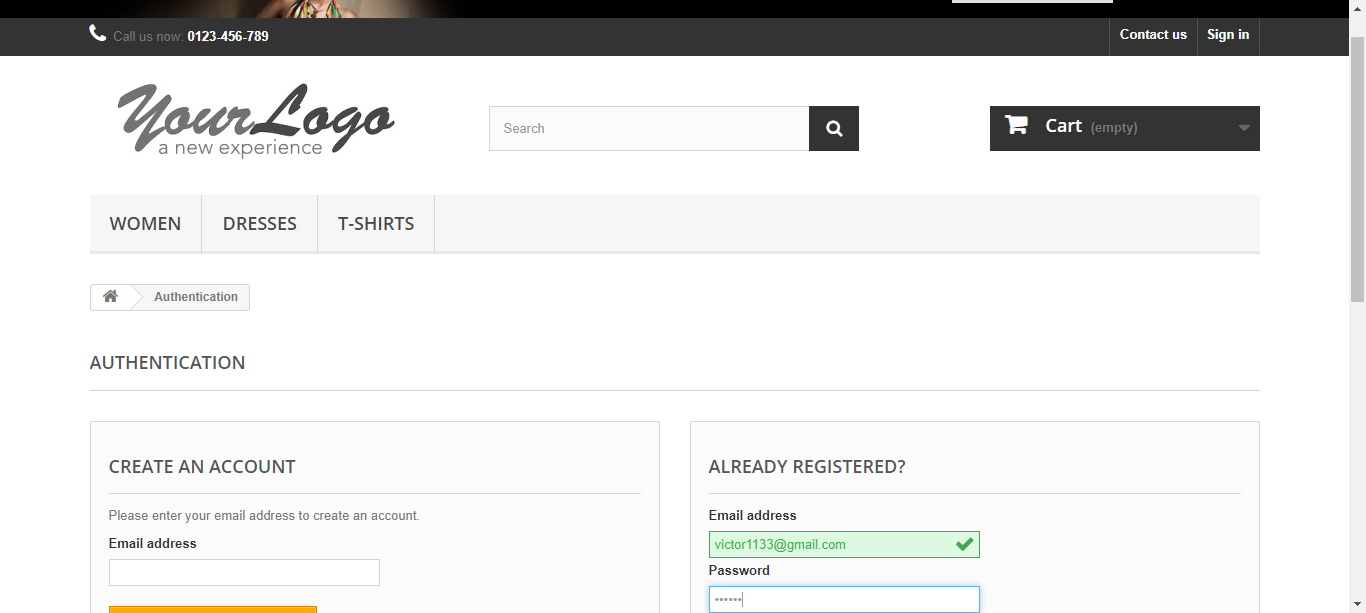 Call us now: 0123-456-789
Contact us
Sign in
Your Logo
a new experience
Search
Cart (empty)
WOMEN
DRESSES
T-SHIRTS
Authentication
AUTHENTICATION
CREATE AN ACCOUNT
Please enter your email address to create an account.
Email address
ALREADY REGISTERED?
Email address
victor1133@gmail.com
Password
••••••